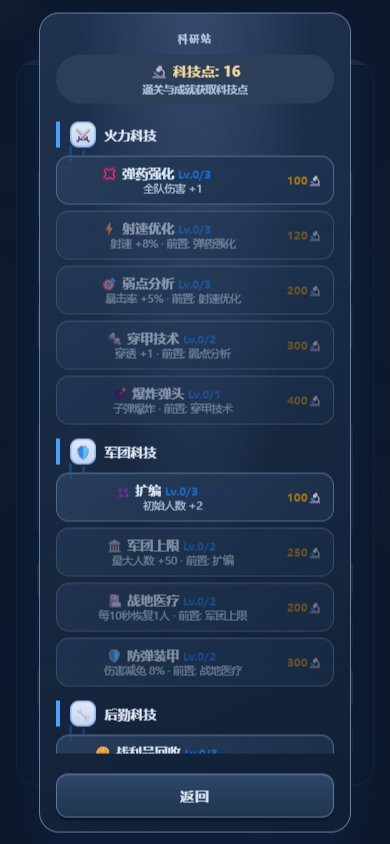 科研站
科技点: 16
通关与成就获取科技点
火力科技
弹药强化 Lv.0/3
全队伤害 +1
100
射速优化 Lv.0/3
射速 +8% · 前置: 弹药强化
120
弱点分析 Lv.0/3
暴击率 +5% · 前置: 射速优化
200
穿甲技术 Lv.0/2
穿透 +1 · 前置: 弱点分析
300
爆炸弹头 Lv.0/1
子弹爆炸 · 前置: 穿甲技术
400
军团科技
扩编 Lv.0/3
初始人数 +2
100
军团上限 Lv.0/2
最大人数 +50 · 前置: 扩编
250
战地医疗 Lv.0/2
每10秒恢复1人 · 前置: 军团上限
200
防弹装甲 Lv.0/2
伤害减免 8% · 前置: 战地医疗
300
后勤科技
战利品回收 Lv.0/3
返回